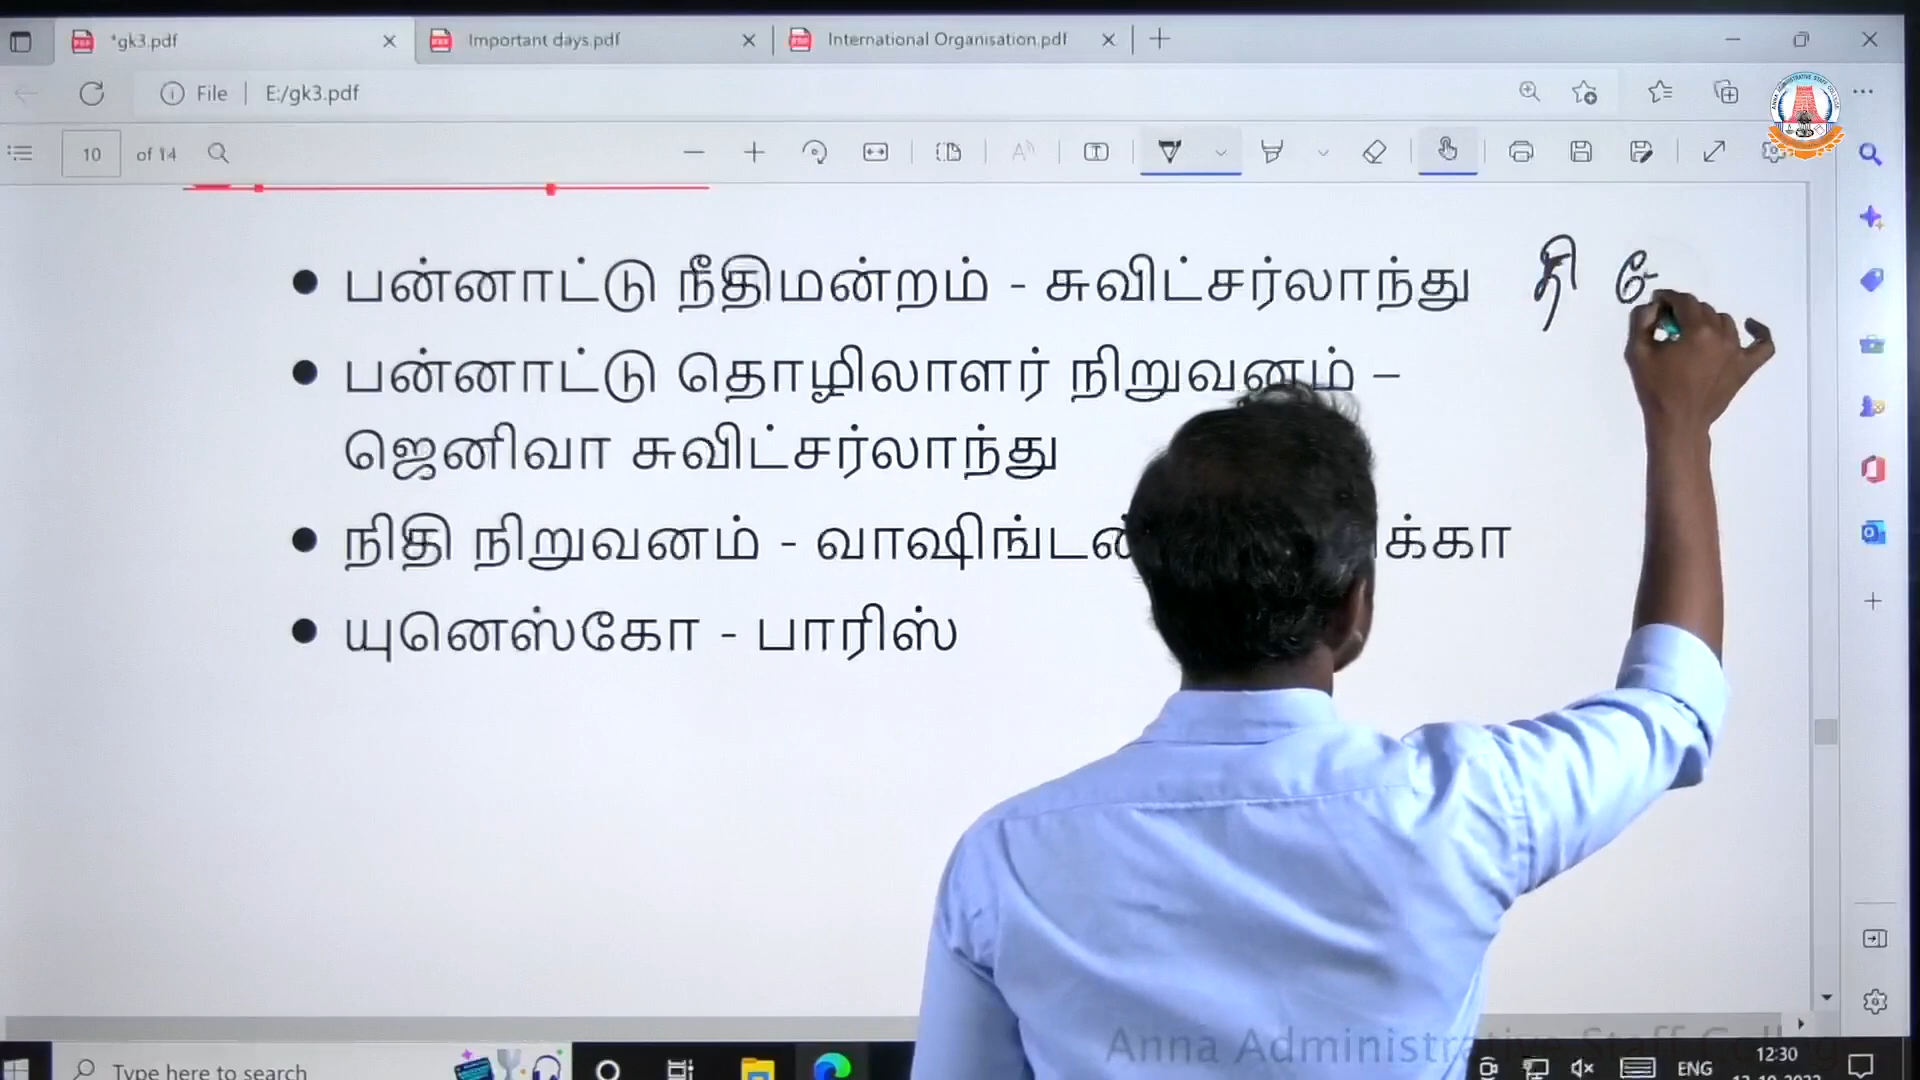 *gk3.pdf
Important days.pdf
International Organisation.pdf
File
E:/gk3.pdf
10 of 14
பன்னாட்டு நீதிமன்றம் - சுவிட்சர்லாந்து
தி
பன்னாட்டு தொழிலாளர் நிறுவனம் –
ஜெனிவா சுவிட்சர்லாந்து
நிதி நிறுவனம் -
யுனெஸ்கோ - பாரிஸ்
Anna
Type here to search
ENG
12:30